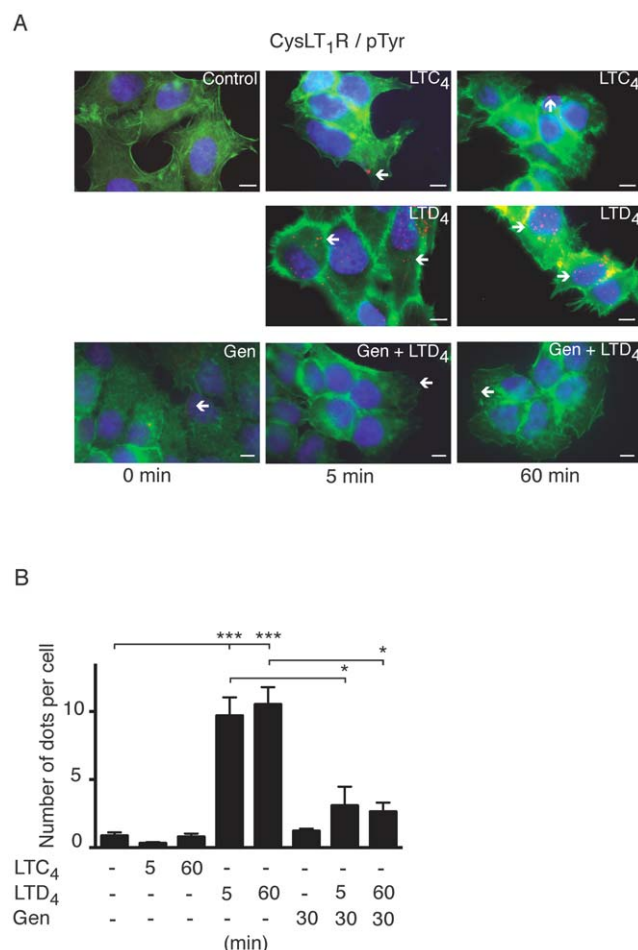 A
CysLT₁R / pTyr
Control LTC₄ LTC₄
LTD₄ LTD₄
Gen Gen + LTD₄ Gen + LTD₄
0 min 5 min 60 min
B
*** *** *
*
Number of dots per cell
10
5
0
LTC₄ - 5 60 - - - - -
LTD₄ - - - 5 60 - 5 60
Gen - - - - - 30 30 30
(min)